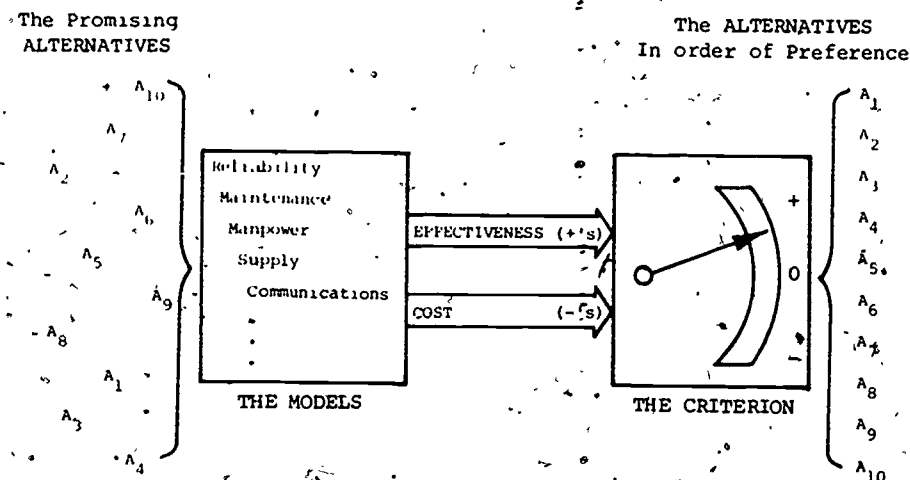 The Promising
ALTERNATIVES
A10
A7
A2
A6
A5
A9
A8
A1
A3
A4
Reliability
Maintenance
Manpower
Supply
Communications
THE MODELS
EFFECTIVENESS (+'s)
COST (-'s)
+
0
-
THE CRITERION
The ALTERNATIVES
In order of Preference
A1
A2
A3
A4
A5
A6
A7
A8
A9
A10